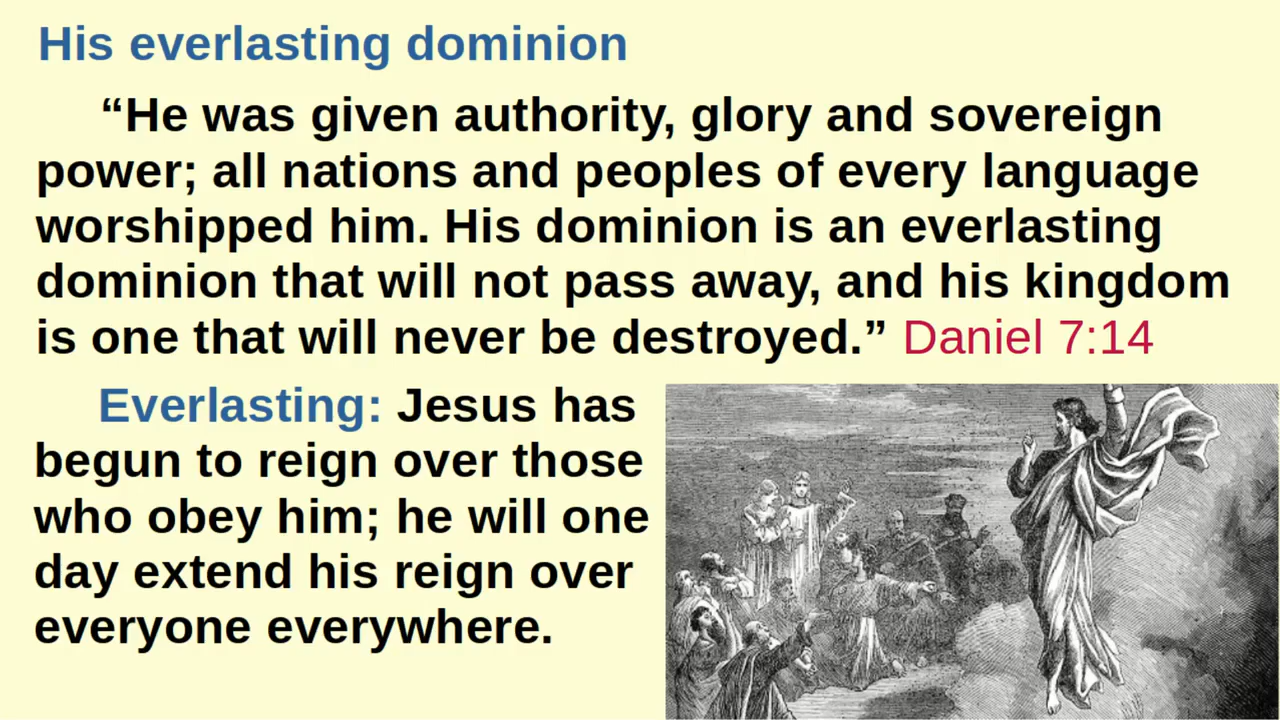 His everlasting dominion
“He was given authority, glory and sovereign
power; all nations and peoples of every language
worshipped him. His dominion is an everlasting
dominion that will not pass away, and his kingdom
is one that will never be destroyed.” Daniel 7:14
Everlasting: Jesus has
begun to reign over those
who obey him; he will one
day extend his reign over
everyone everywhere.